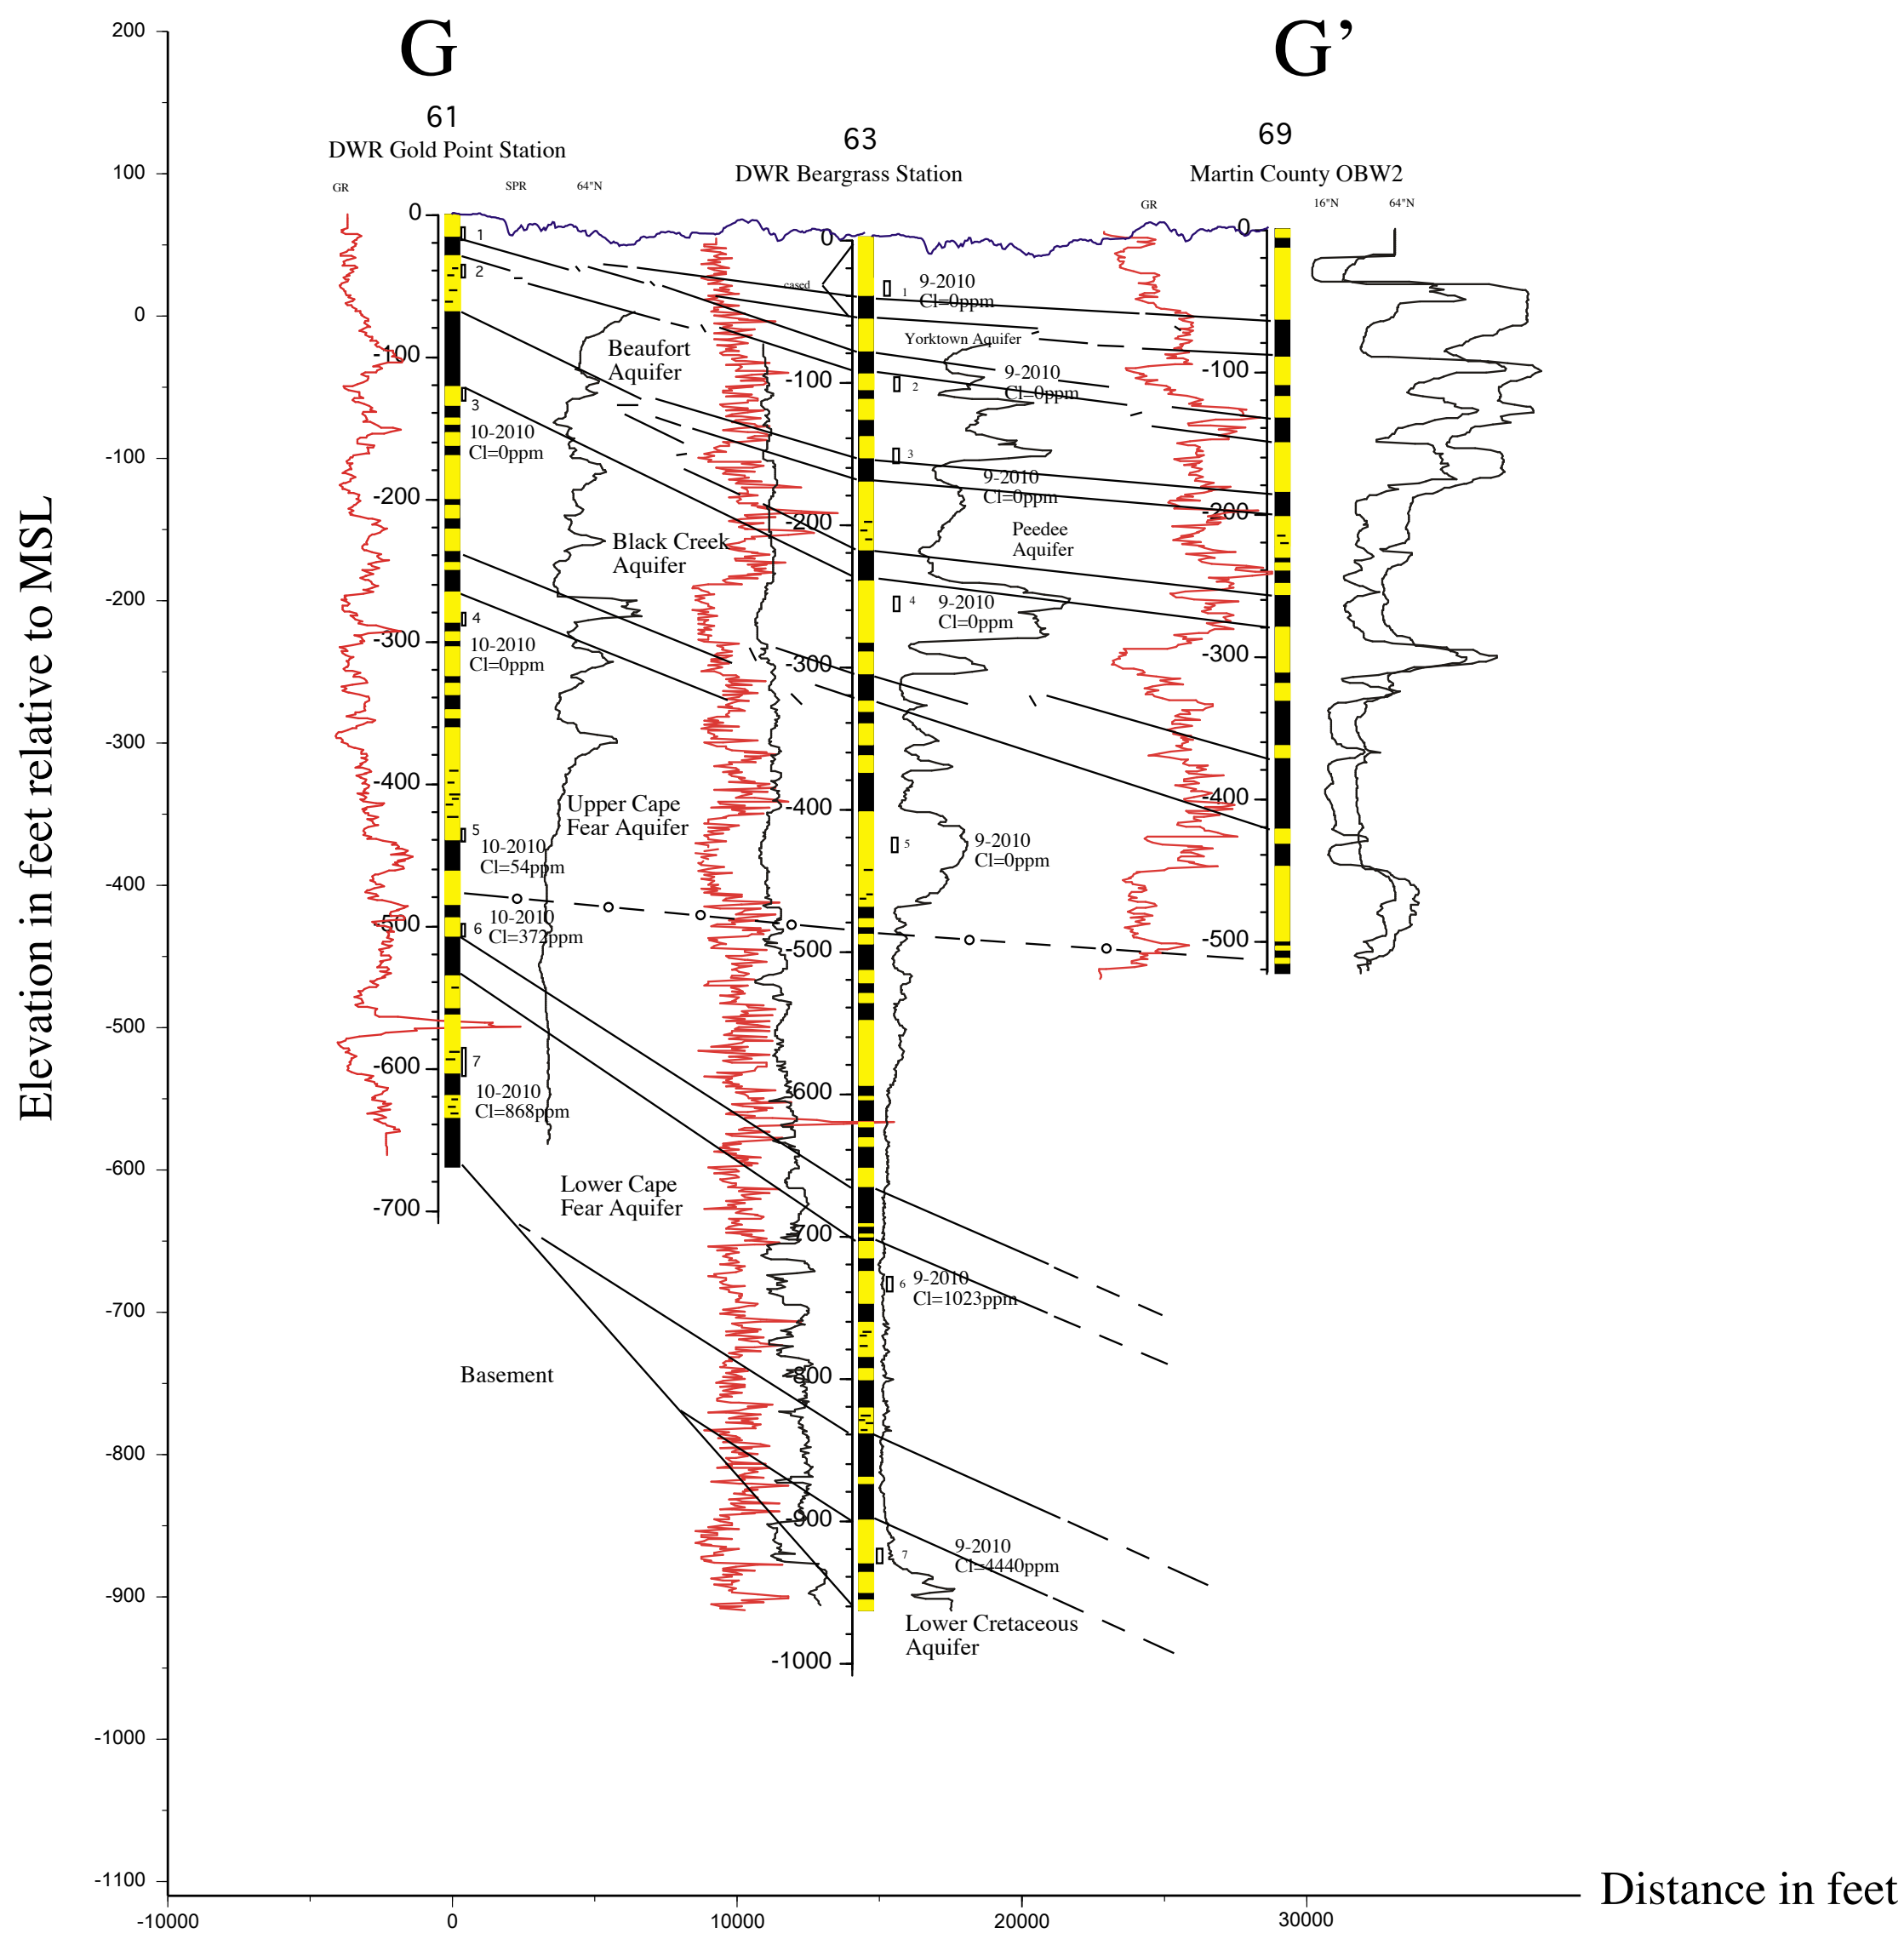 G
G’
61
DWR Gold Point Station
63
DWR Beargrass Station
69
Martin County OBW2
GR
SPR
64"N
GR
16"N
64"N
Elevation in feet relative to MSL
200
100
0
-100
-200
-300
-400
-500
-600
-700
-800
-900
-1000
-1100
0
-100
-200
-300
-400
-500
-600
-700
1
2
3
10-2010
Cl=0ppm
4
10-2010
Cl=0ppm
5
10-2010
Cl=54ppm
6
10-2010
Cl=372ppm
7
10-2010
Cl=868ppm
Beaufort
Aquifer
Black Creek
Aquifer
Upper Cape
Fear Aquifer
Lower Cape
Fear Aquifer
Basement
0
cased
-100
-200
-300
-400
-500
-600
-700
-800
-900
-1000
1
9-2010
Cl=0ppm
Yorktown Aquifer
2
9-2010
Cl=0ppm
3
9-2010
Cl=0ppm
Peedee
Aquifer
4
9-2010
Cl=0ppm
5
9-2010
Cl=0ppm
6
9-2010
Cl=1023ppm
7
9-2010
Cl=4440ppm
Lower Cretaceous
Aquifer
0
-100
-200
-300
-400
-500
-10000
0
10000
20000
30000
Distance in feet